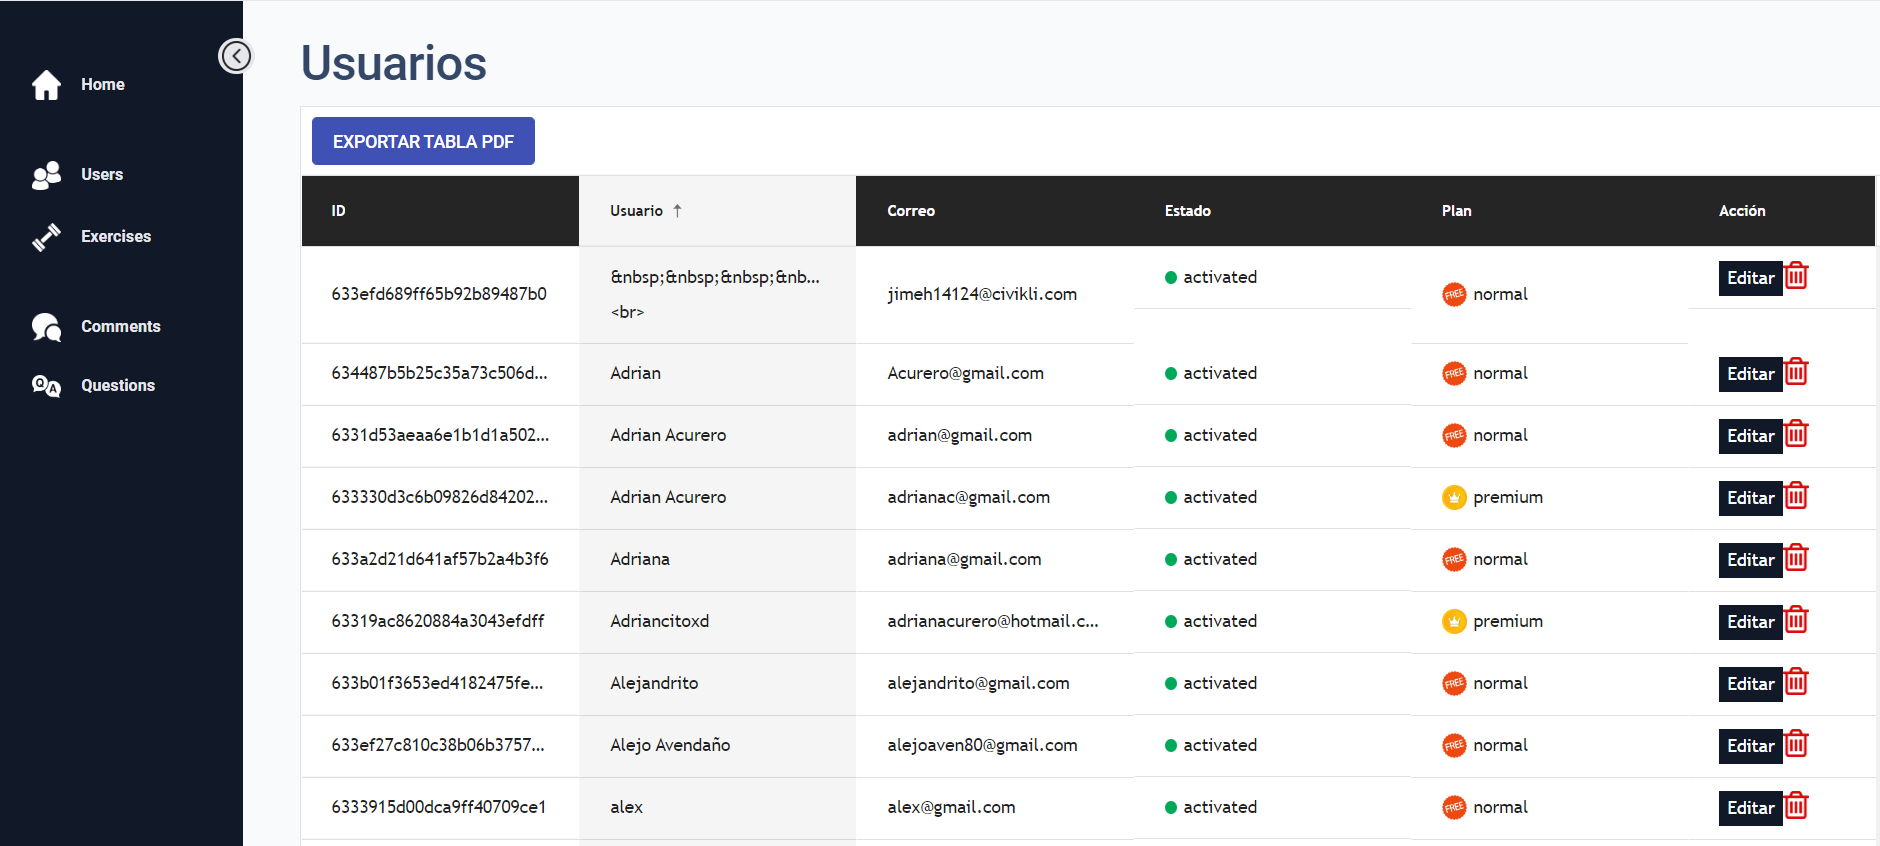 Home
Users
Exercises
Comments
Questions
Usuarios
EXPORTAR TABLA PDF
ID Usuario Correo Estado Plan Acción
633efd689ff65b92b89487b0 &nbsp;&nbsp;&nbsp;&nb... <br> jimeh14124@civikli.com activated FREE normal Editar
634487b5b25c35a73c506d... Adrian Acurero@gmail.com activated FREE normal Editar
6331d53aeaa6e1b1d1a502... Adrian Acurero adrian@gmail.com activated FREE normal Editar
633330d3c6b09826d84202... Adrian Acurero adrianac@gmail.com activated premium Editar
633a2d21d641af57b2a4b3f6 Adriana adriana@gmail.com activated FREE normal Editar
63319ac8620884a3043efdff Adriancitoxd adrianacurero@hotmail.c... activated premium Editar
633b01f3653ed4182475fe... Alejandrito alejandrito@gmail.com activated FREE normal Editar
633ef27c810c38b06b3757... Alejo Avendaño alejoaven80@gmail.com activated FREE normal Editar
6333915d00dca9ff40709ce1 alex alex@gmail.com activated FREE normal Editar